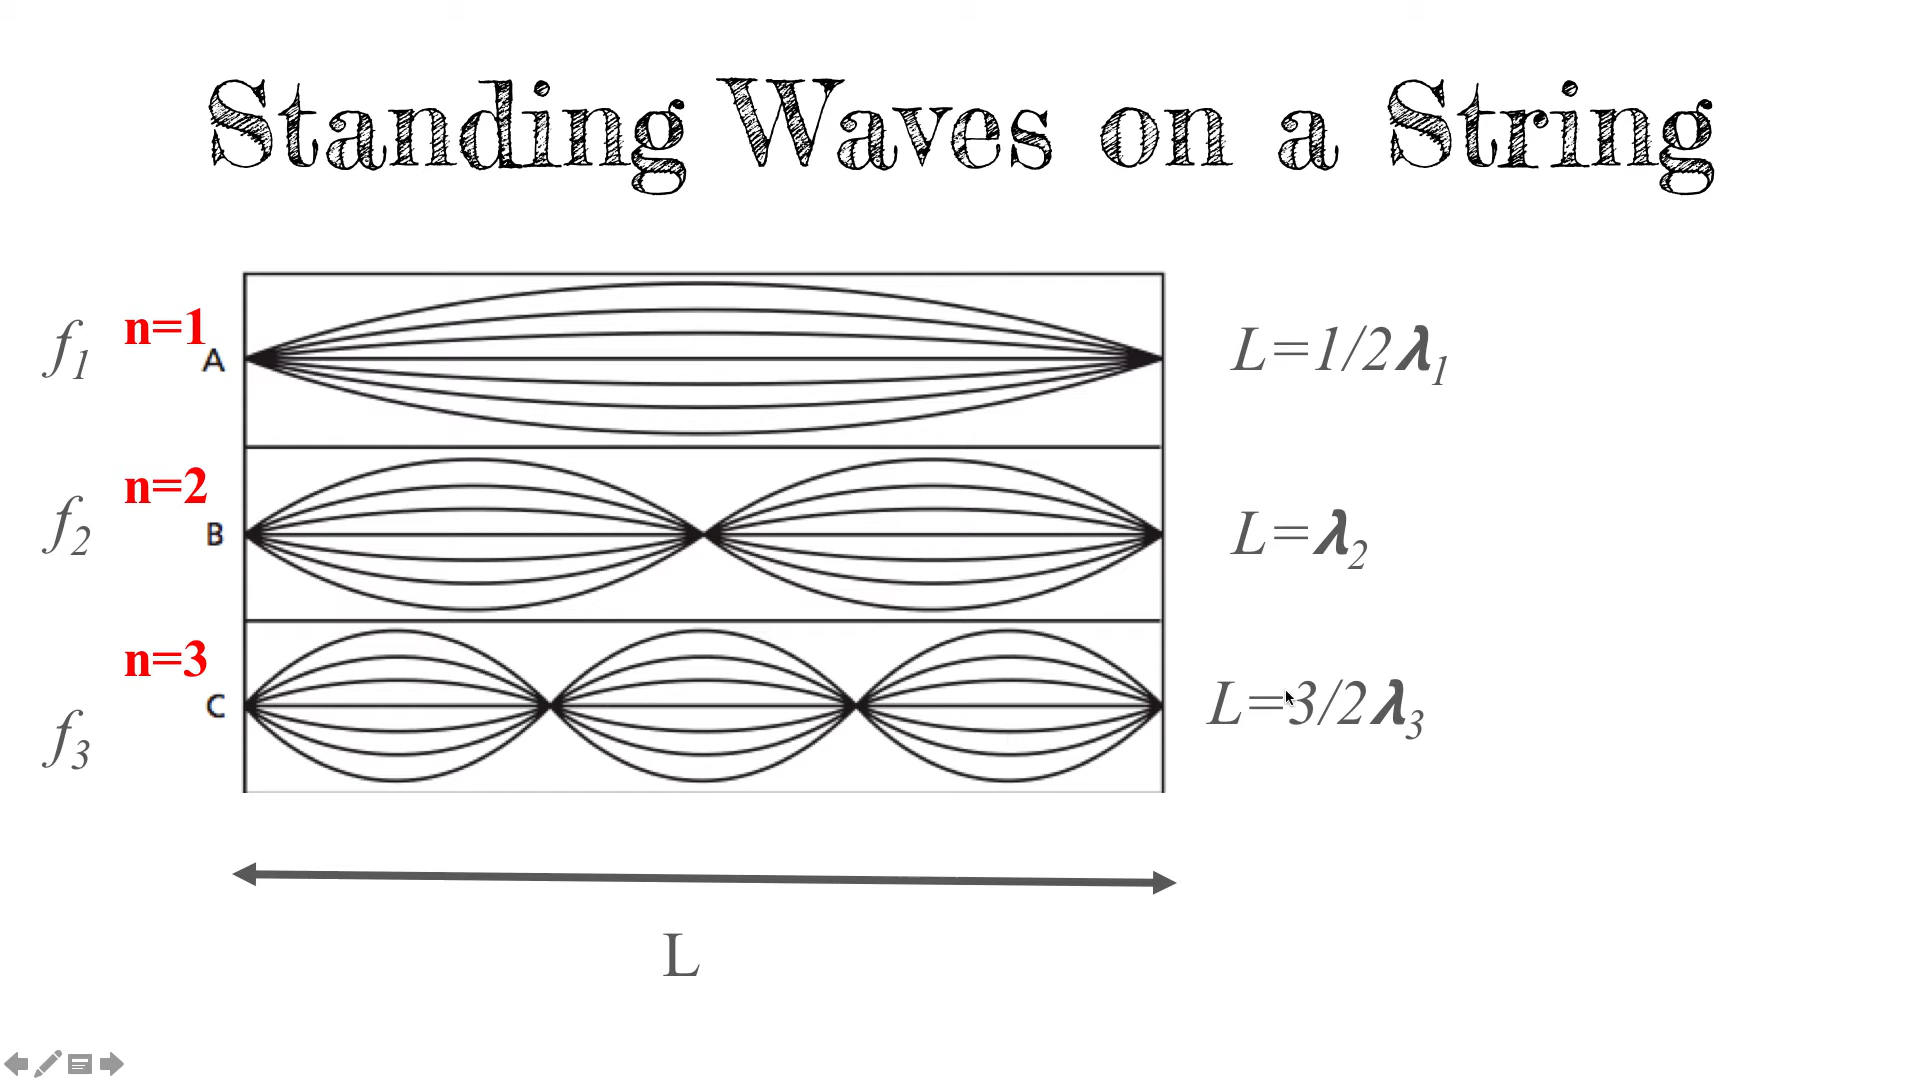 Standing Waves on a String
f₁ n=1 A L=1/2λ₁
f₂ n=2 B L=λ₂
f₃ n=3 C L=3/2λ₃
L